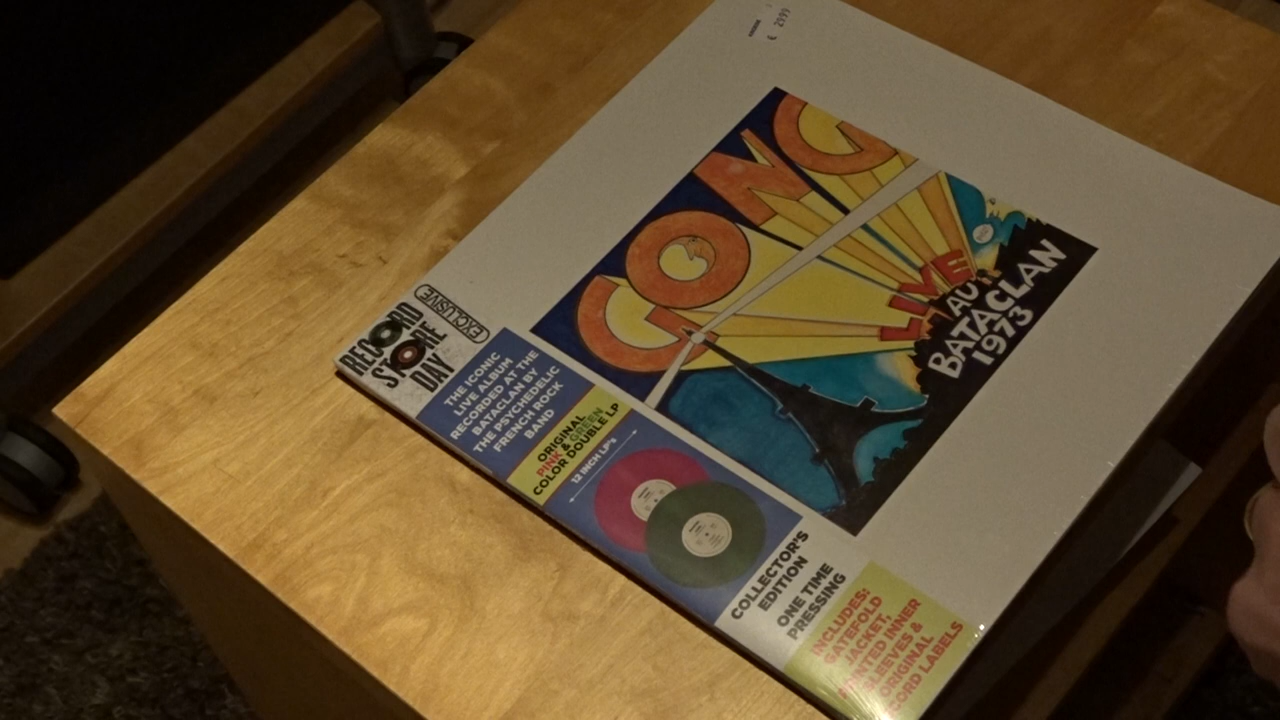 € 2999
GONG
LIVE
AU
BATACLAN
1973
RECORD
STORE
DAY
EXCLUSIVE
THE ICONIC
LIVE ALBUM
RECORDED AT THE
BATACLAN BY
THE PSYCHEDELIC
FRENCH ROCK
BAND
ORIGINAL
PINK & GREEN
COLOR DOUBLE LP
12 INCH LP's
COLLECTOR'S
EDITION
ONE TIME
PRESSING
INCLUDES:
GATEFOLD
JACKET,
PRINTED INNER
SLEEVES &
ORIGINAL
RECORD LABELS